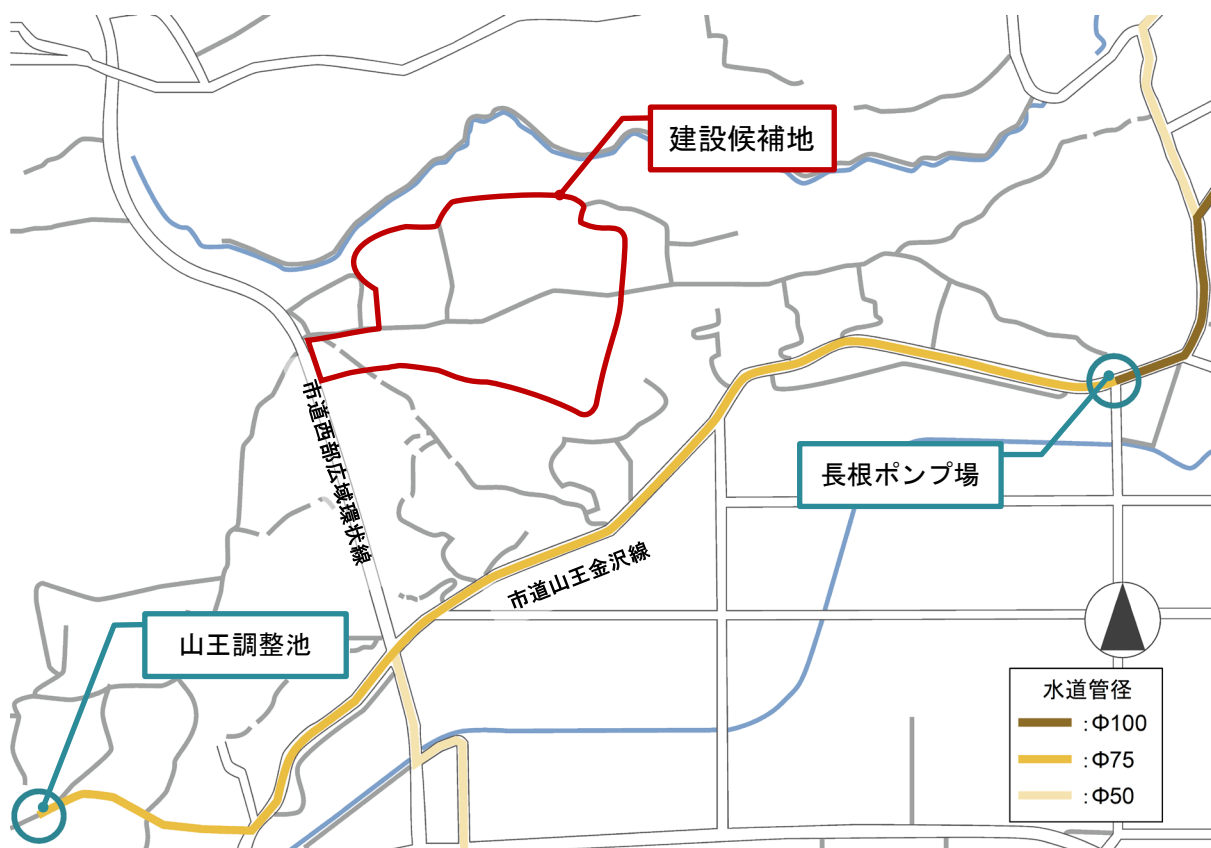 建設候補地
市道西部広域環状線
長根ポンプ場
市道山王金沢線
山王調整池
水道管径
:Φ100
:Φ75
:Φ50